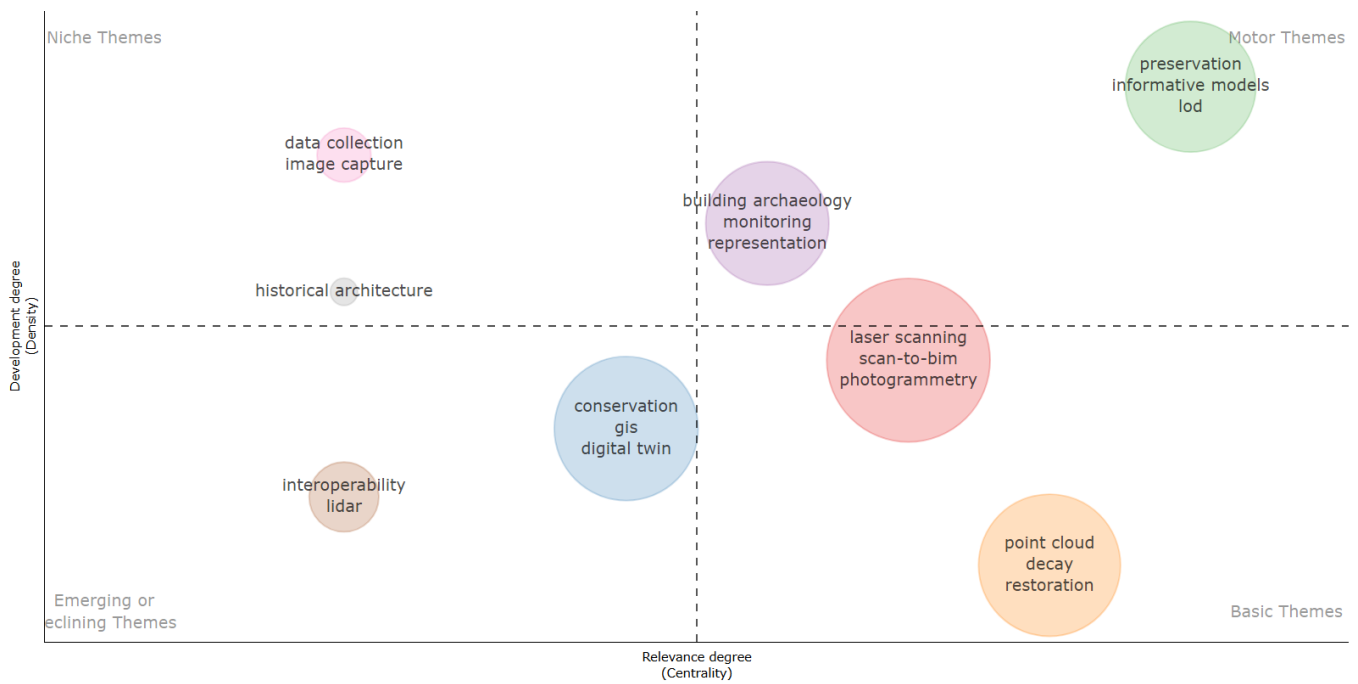 Niche Themes
Motor Themes
preservation
informative models
lod
data collection
image capture
building archaeology
monitoring
representation
historical architecture
laser scanning
scan-to-bim
photogrammetry
conservation
gis
digital twin
interoperability
lidar
point cloud
decay
restoration
Emerging or
eclining Themes
Basic Themes
Development degree
(Density)
Relevance degree
(Centrality)